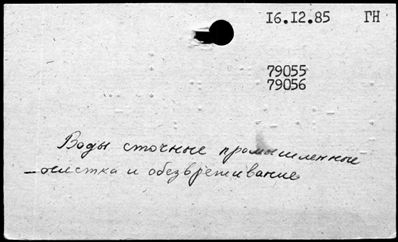 16.12.85 ГН
79055
79056
Воды сточные промышленные
– очистка и обезвреживание